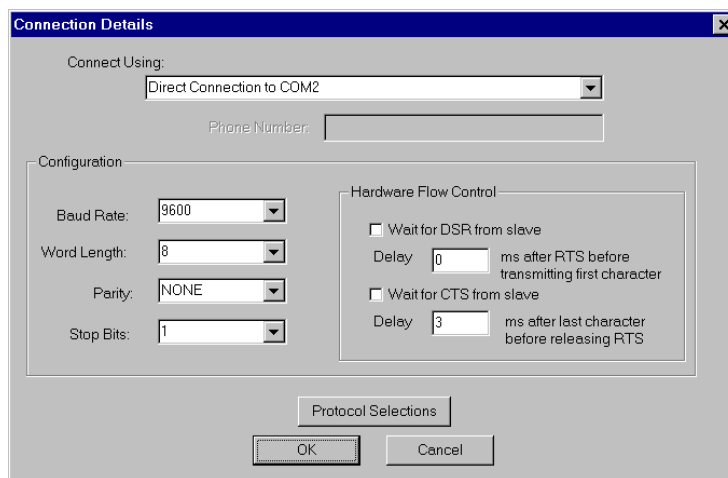 Connection Details
Connect Using:
Direct Connection to COM2
Phone Number:
Configuration
Baud Rate: 9600
Word Length: 8
Parity: NONE
Stop Bits: 1
Hardware Flow Control
Wait for DSR from slave
Delay 0 ms after RTS before
transmitting first character
Wait for CTS from slave
Delay 3 ms after last character
before releasing RTS
Protocol Selections
OK Cancel